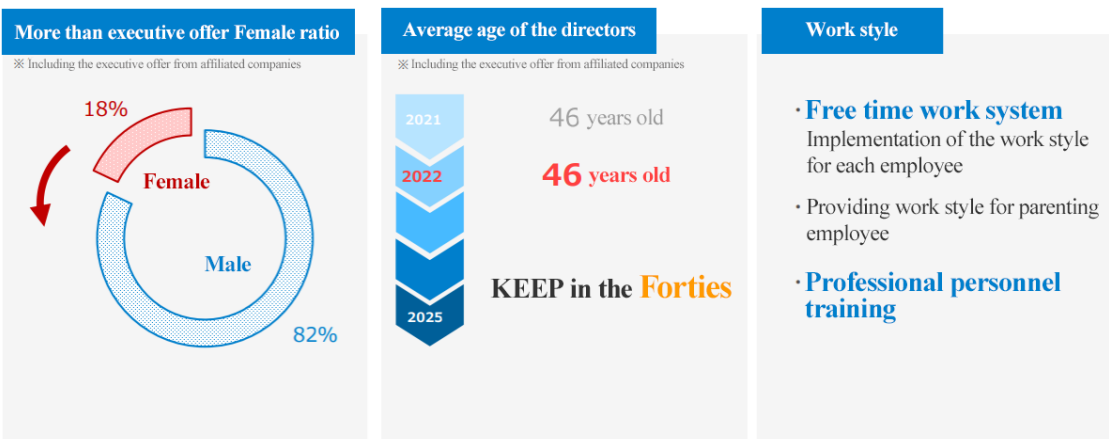 More than executive offer Female ratio
※ Including the executive offer from affiliated companies
18%
Female
Male
82%
Average age of the directors
※ Including the executive offer from affiliated companies
2021
46 years old
2022
46 years old
KEEP in the Forties
2025
Work style
・Free time work system
Implementation of the work style
for each employee
・Providing work style for parenting
employee
・Professional personnel
training